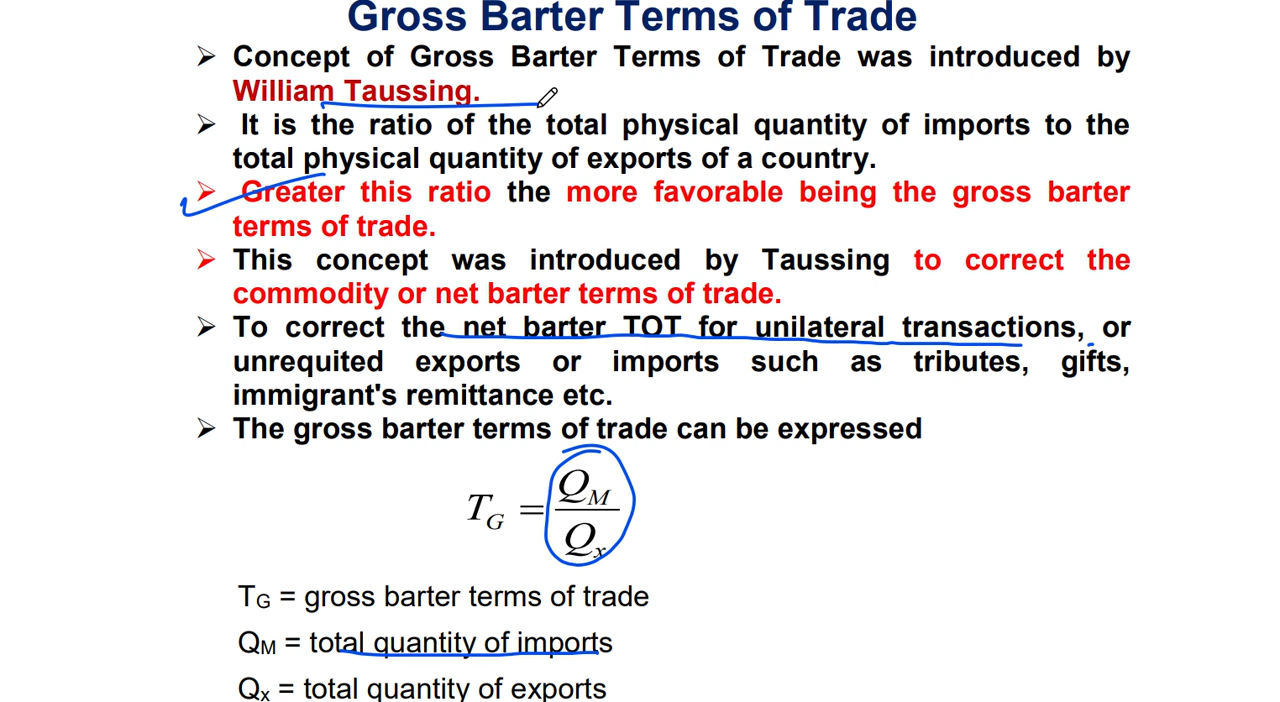 Gross Barter Terms of Trade
➢ Concept of Gross Barter Terms of Trade was introduced by
William Taussing.
➢ It is the ratio of the total physical quantity of imports to the
total physical quantity of exports of a country.
➢ Greater this ratio the more favorable being the gross barter
terms of trade.
➢ This concept was introduced by Taussing to correct the
commodity or net barter terms of trade.
➢ To correct the net barter TOT for unilateral transactions, or
unrequited exports or imports such as tributes, gifts,
immigrant's remittance etc.
➢ The gross barter terms of trade can be expressed
T_G = Q_M / Q_x
T_G = gross barter terms of trade
Q_M = total quantity of imports
Q_x = total quantity of exports